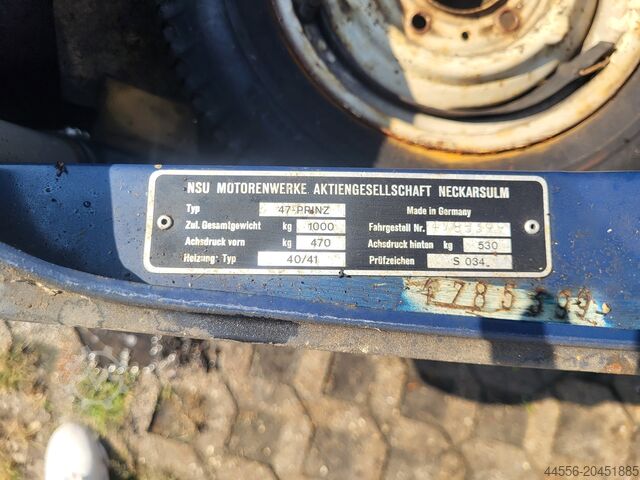 NSU MOTORENWERKE AKTIENGESELLSCHAFT NECKARSULM
Typ 47-PRINZ Made in Germany
Zul. Gesamtgewicht kg 1000 Fahrgestell Nr.
Achsdruck vorn kg 470 Achsdruck hinten kg 530
Heizung: Typ 40/41 Prüfzeichen S 034
44556-20451885